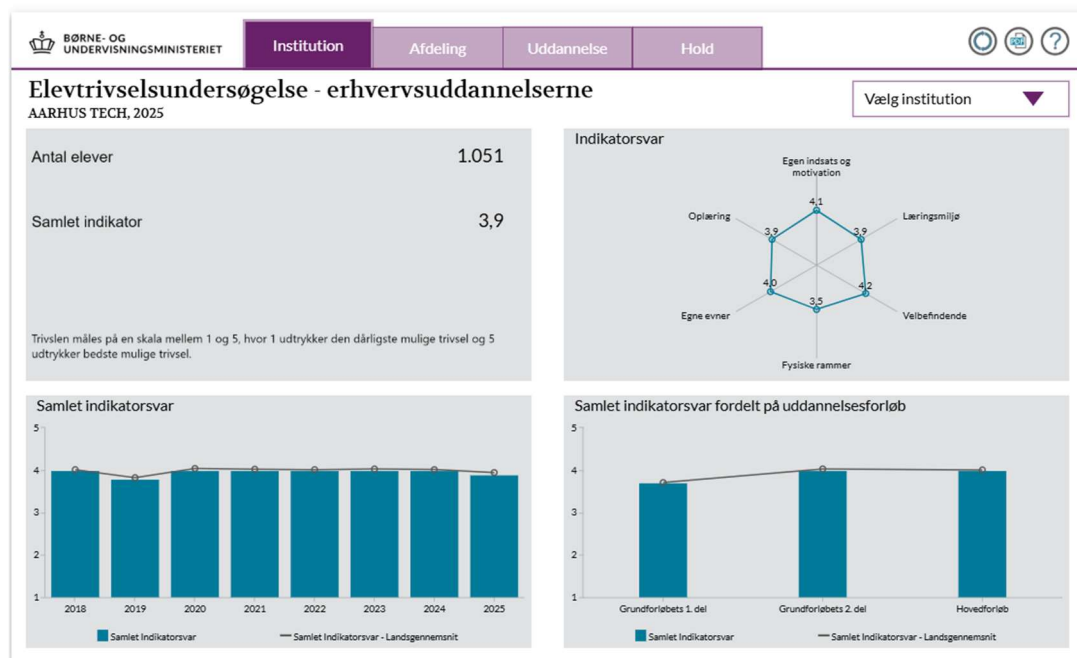 BØRNE- OG
UNDERVISNINGSMINISTERIET
Institution
Afdeling
Uddannelse
Hold
PDF
?
Elevtrivselsundersøgelse - erhvervsuddannelserne
AARHUS TECH, 2025
Vælg institution
Antal elever
1.051
Samlet indikator
3,9
Trivslen måles på en skala mellem 1 og 5, hvor 1 udtrykker den dårligste mulige trivsel og 5
udtrykker bedste mulige trivsel.
Indikatorsvar
Egen indsats og
motivation
4,1
Oplæring
Læringsmiljø
3,9
3,9
4,0
4,2
3,5
Egne evner
Velbefindende
Fysiske rammer
Samlet indikatorsvar
5
4
3
2
1
2018
2019
2020
2021
2022
2023
2024
2025
Samlet Indikatorsvar
Samlet Indikatorsvar - Landsgennemsnit
Samlet indikatorsvar fordelt på uddannelsesforløb
5
4
3
2
1
Grundforløbets 1. del
Grundforløbets 2. del
Hovedforløb
Samlet Indikatorsvar
Samlet Indikatorsvar - Landsgennemsnit